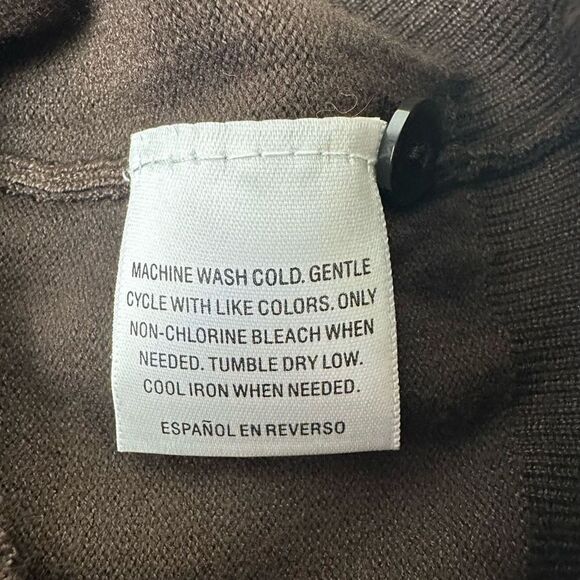 MACHINE WASH COLD. GENTLE
CYCLE WITH LIKE COLORS. ONLY
NON-CHLORINE BLEACH WHEN
NEEDED. TUMBLE DRY LOW.
COOL IRON WHEN NEEDED.
ESPAÑOL EN REVERSO